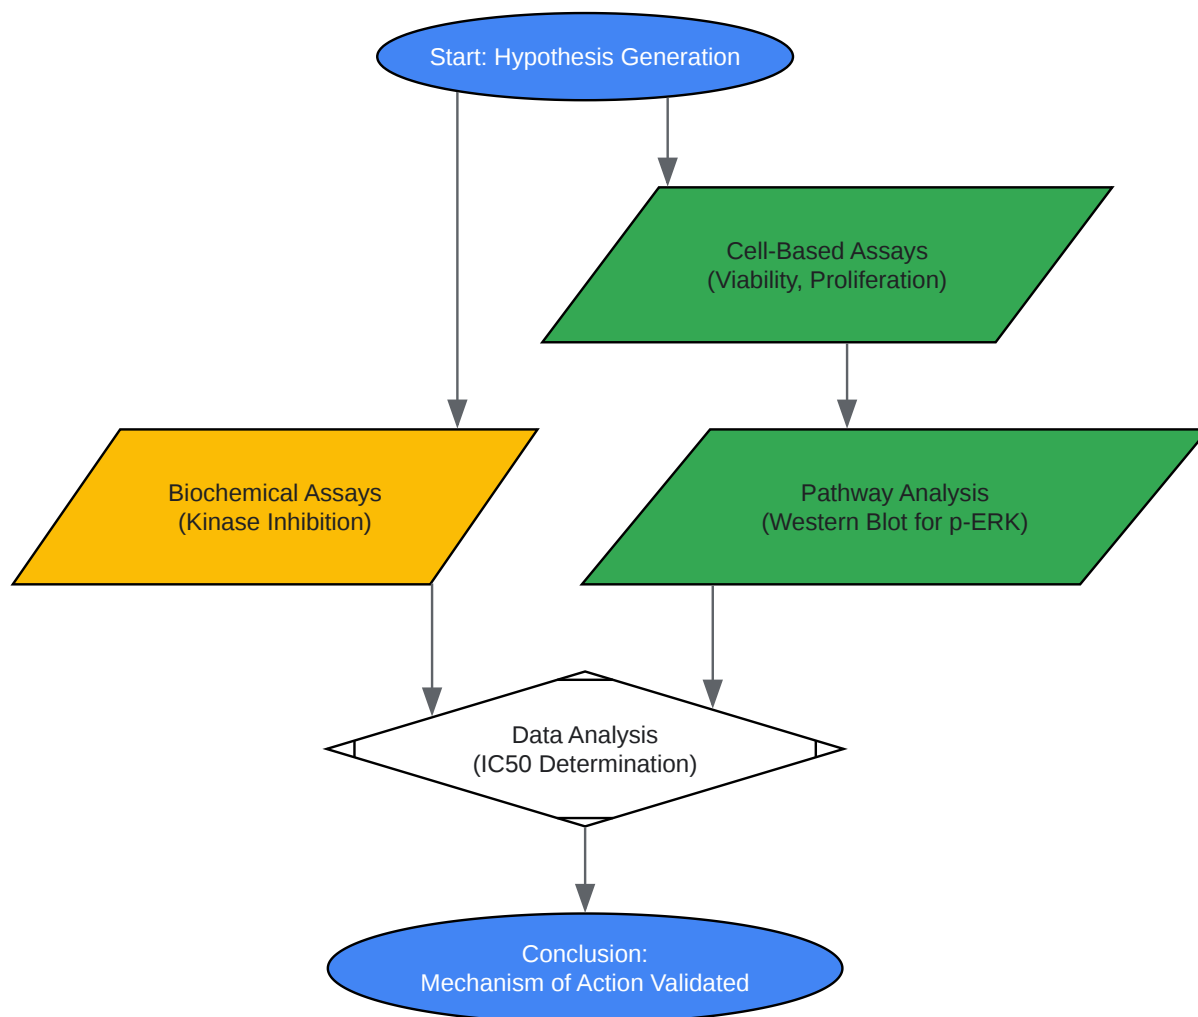 Start: Hypothesis Generation
Cell-Based Assays
(Viability, Proliferation)
Biochemical Assays
(Kinase Inhibition)
Pathway Analysis
(Western Blot for p-ERK)
Data Analysis
(IC50 Determination)
Conclusion:
Mechanism of Action Validated